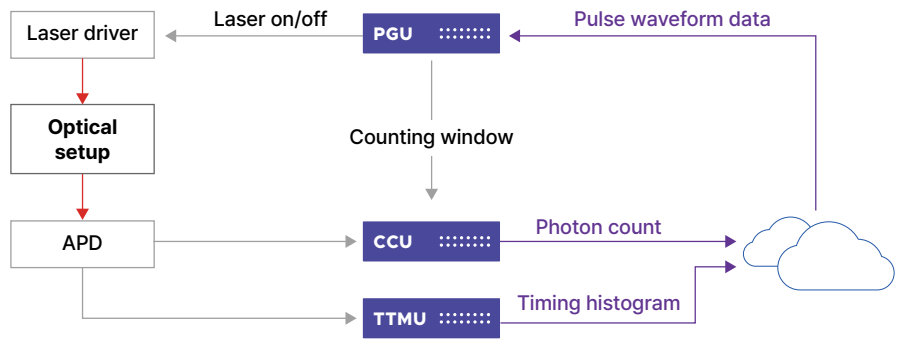 Laser driver
Laser on/off
PGU
Pulse waveform data
Optical
setup
Counting window
APD
CCU
Photon count
TTMU
Timing histogram